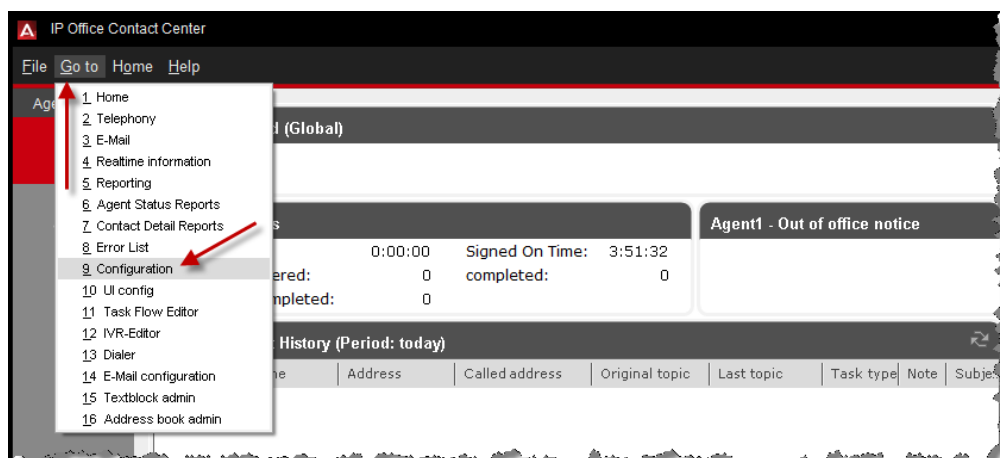 IP Office Contact Center
File Go to Home Help
1 Home
2 Telephony
3 E-Mail
4 Realtime information
5 Reporting
6 Agent Status Reports
7 Contact Detail Reports
8 Error List
9 Configuration
10 UI config
11 Task Flow Editor
12 IVR-Editor
13 Dialer
14 E-Mail configuration
15 Textblock admin
16 Address book admin
(Global)
Agent1 - Out of office notice
0:00:00 Signed On Time: 3:51:32
0 completed: 0
0
History (Period: today)
Address Called address Original topic Last topic Task type Note